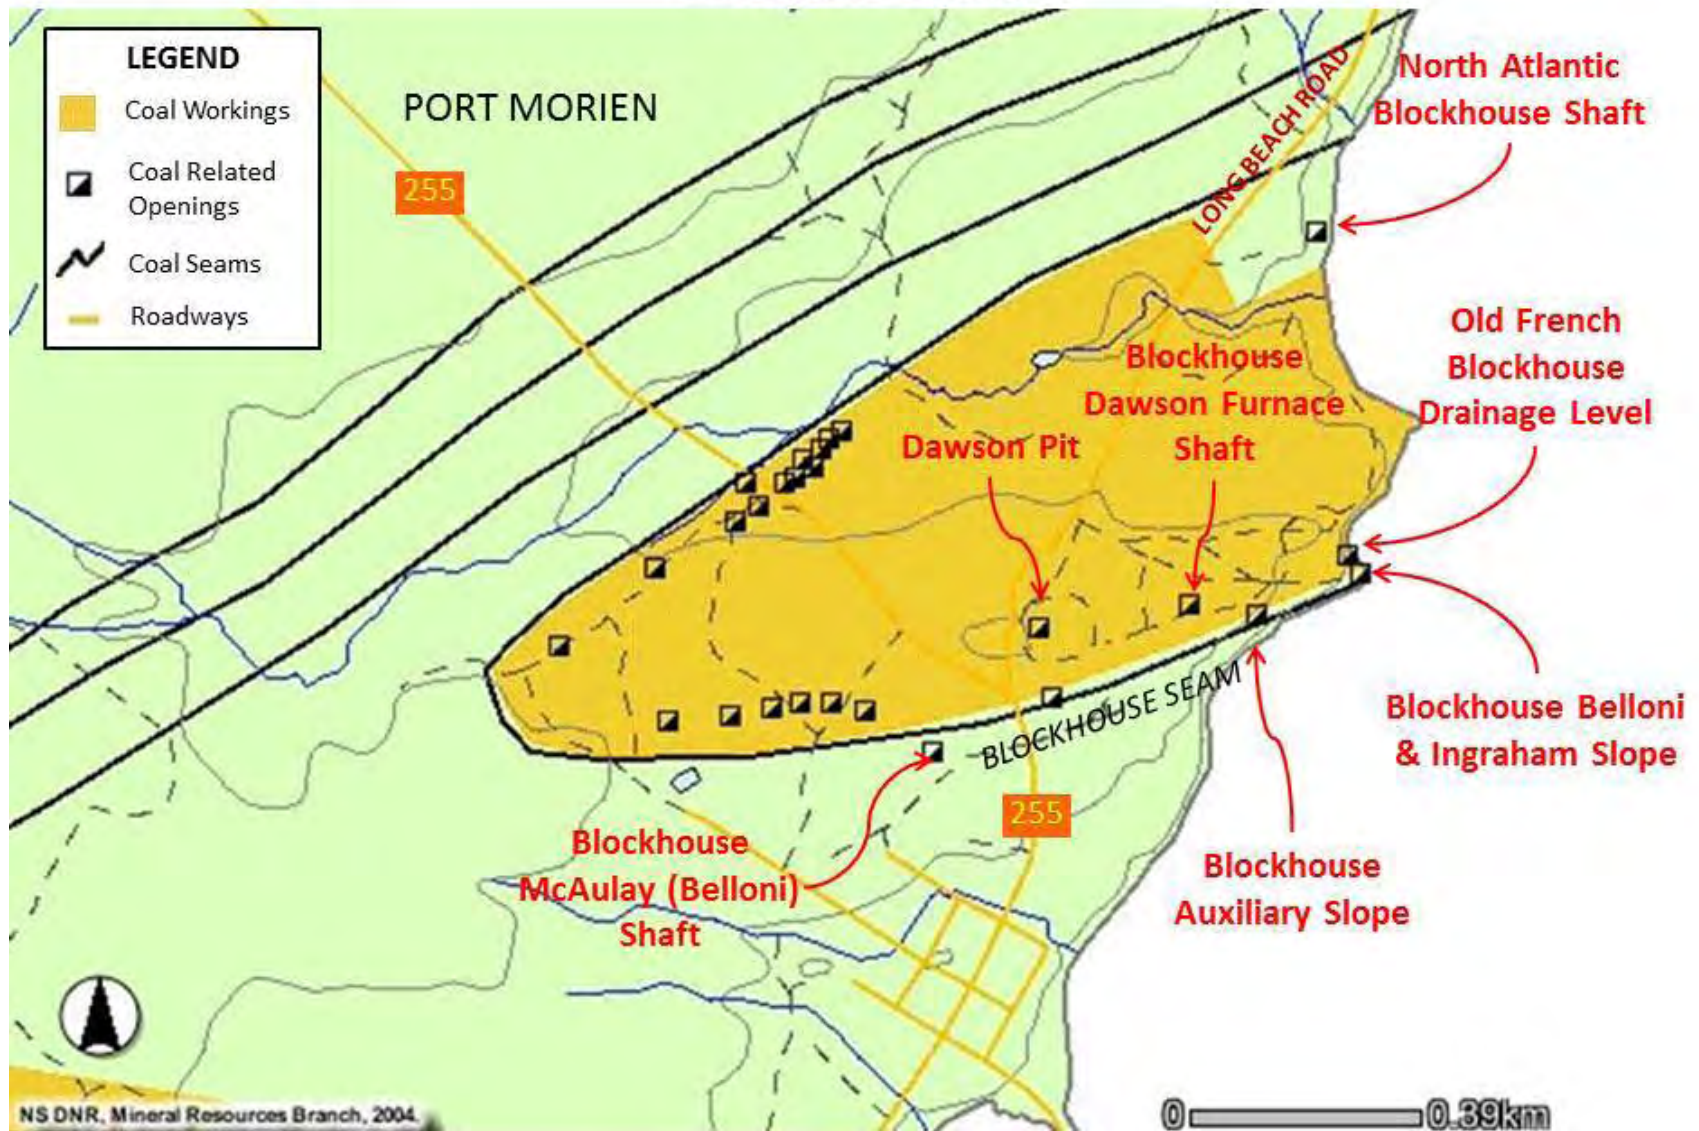 LEGEND
Coal Workings
Coal Related
Openings
Coal Seams
Roadways
PORT MORIEN
255
LONG BEACH ROAD
North Atlantic
Blockhouse Shaft
Old French
Blockhouse
Drainage Level
Blockhouse
Dawson Furnace
Shaft
Dawson Pit
BLOCKHOUSE SEAM
Blockhouse Belloni
& Ingraham Slope
255
Blockhouse
McAulay (Belloni)
Shaft
Blockhouse
Auxiliary Slope
NS DNR, Mineral Resources Branch, 2004.
0 0.39km